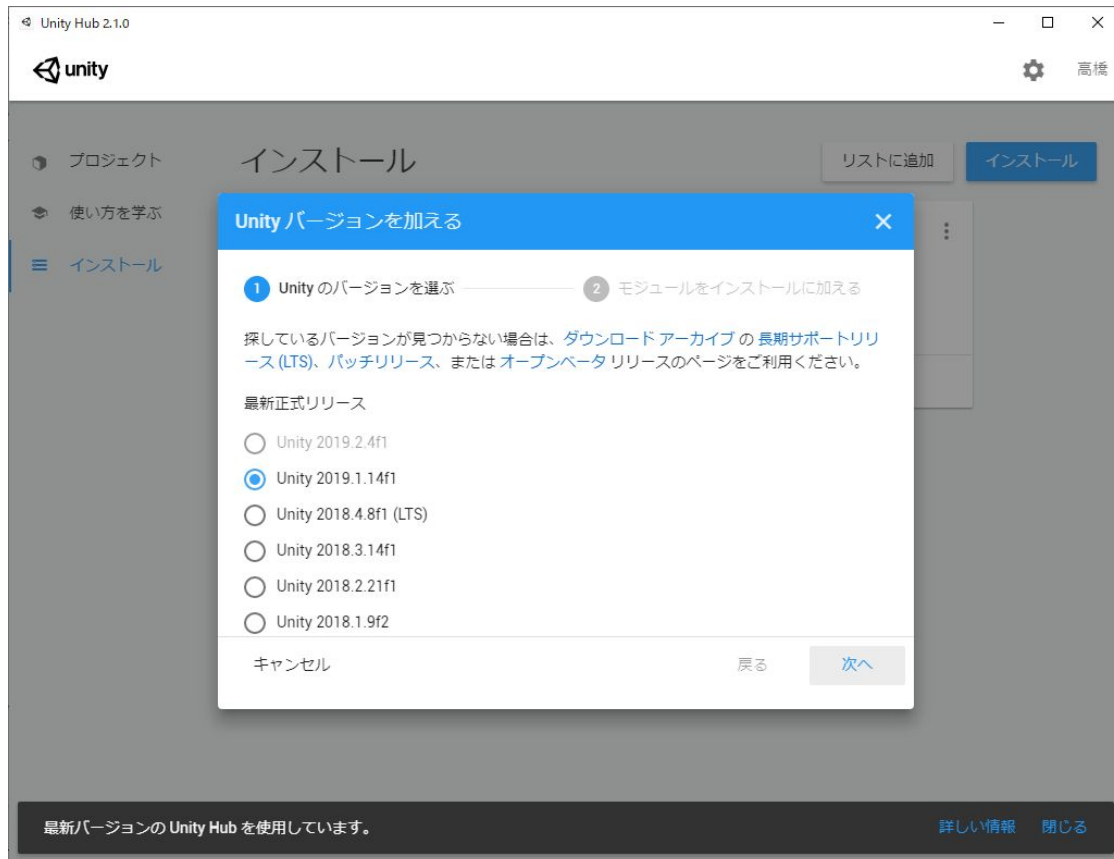 Unity Hub 2.1.0
unity
高橋
プロジェクト
インストール
リストに追加
インストール
使い方を学ぶ
インストール
Unity バージョンを加える
1 Unity のバージョンを選ぶ
2 モジュールをインストールに加える
探しているバージョンが見つからない場合は、ダウンロード アーカイブ の 長期サポートリリ
ース (LTS)、パッチリリース、または オープンベータ リリースのページをご利用ください。
最新正式リリース
Unity 2019.2.4f1
Unity 2019.1.14f1
Unity 2018.4.8f1 (LTS)
Unity 2018.3.14f1
Unity 2018.2.21f1
Unity 2018.1.9f2
キャンセル
戻る
次へ
最新バージョンの Unity Hub を使用しています。
詳しい情報
閉じる